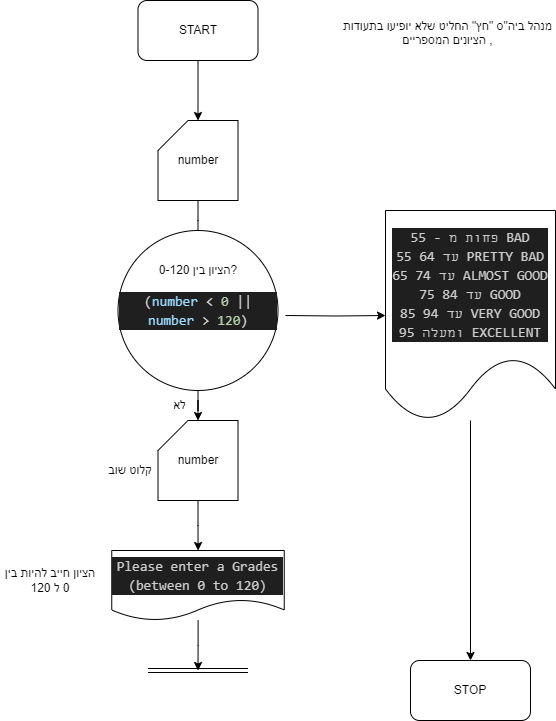 START
מנהל ביה"ס "חץ" החליט שלא יופיעו בתעודות
הציונים המספריים ,
number
הציון בין 0-120?
(number < 0 ||
number > 120)
פחות מ - 55 BAD
55 עד 64 PRETTY BAD
65 עד 74 ALMOST GOOD
75 עד 84 GOOD
85 עד 94 VERY GOOD
95 ומעלה EXCELLENT
לא
number
קלוט שוב
Please enter a Grades
(between 0 to 120)
הציון חייב להיות בין
0 ל 120
STOP